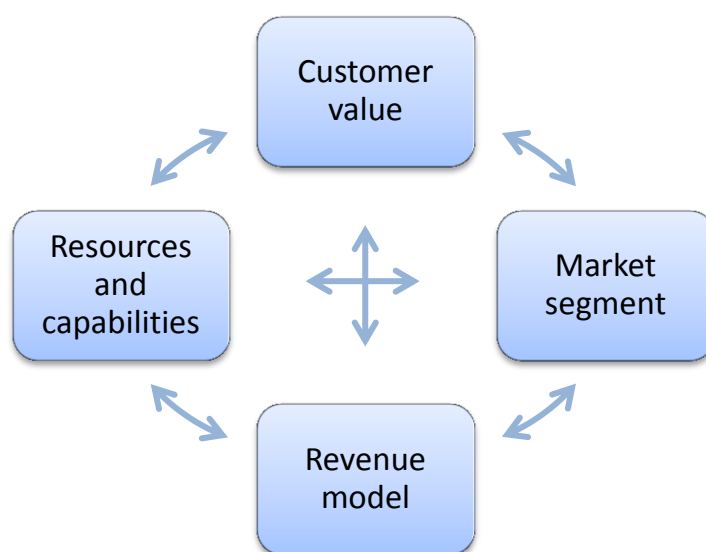 Customer
value
Resources
and
capabilities
Market
segment
Revenue
model